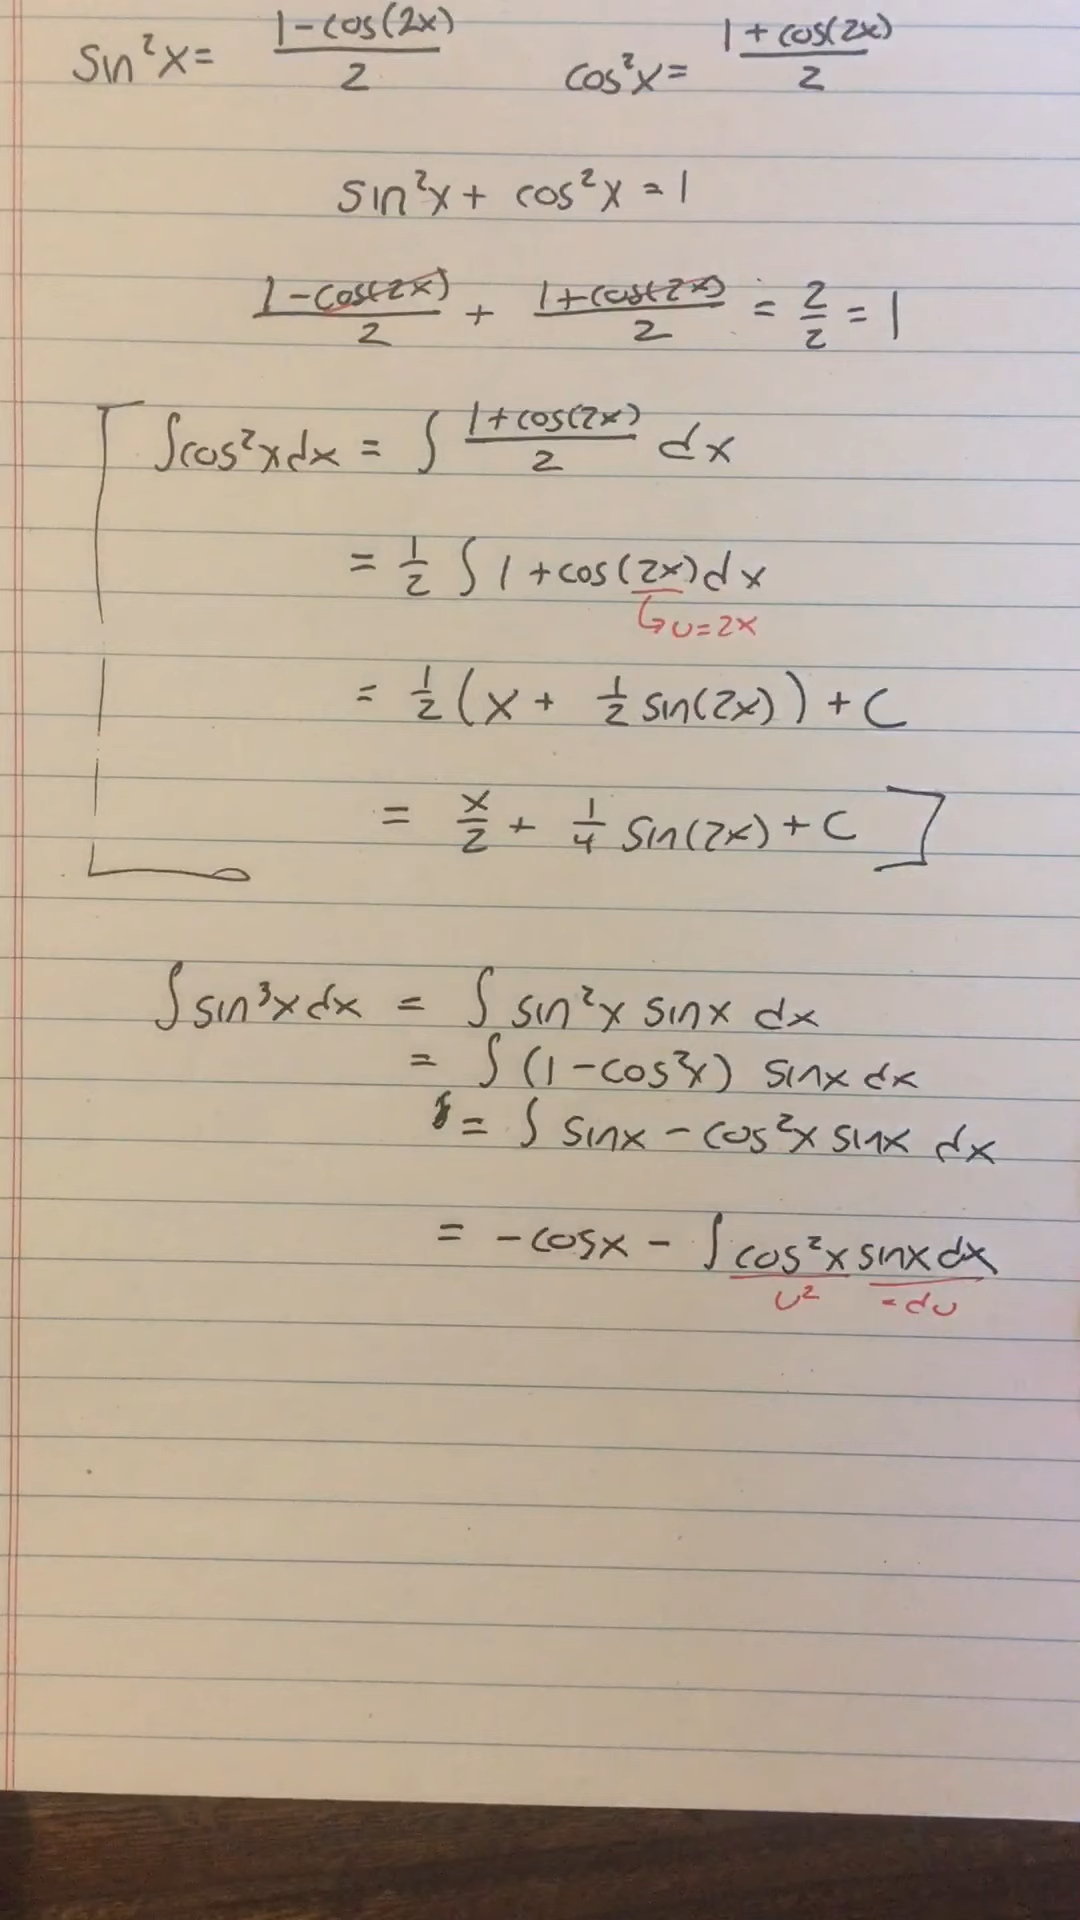 sin²x = (1-cos(2x))/2    cos²x = (1+cos(2x))/2
sin²x + cos²x = 1
(1-cos(2x))/2 + (1+cos(2x))/2 = 2/2 = 1
∫cos²x dx = ∫ (1+cos(2x))/2 dx
= 1/2 ∫ 1 + cos(2x) dx
↳ u=2x
= 1/2 (x + 1/2 sin(2x)) + C
= x/2 + 1/4 sin(2x) + C
∫ sin³x dx = ∫ sin²x sinx dx
= ∫ (1-cos²x) sinx dx
= ∫ sinx - cos²x sinx dx
= -cosx - ∫ cos²x sinx dx
u² -du